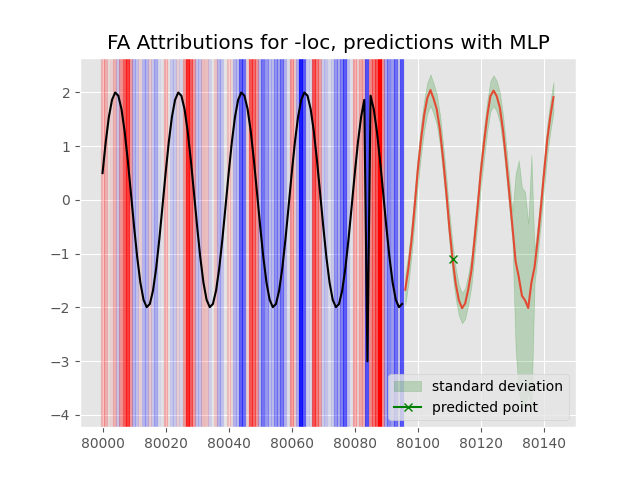 FA Attributions for -loc, predictions with MLP
2
1
0
−1
−2
−3
−4
standard deviation
predicted point
80000 80020 80040 80060 80080 80100 80120 80140